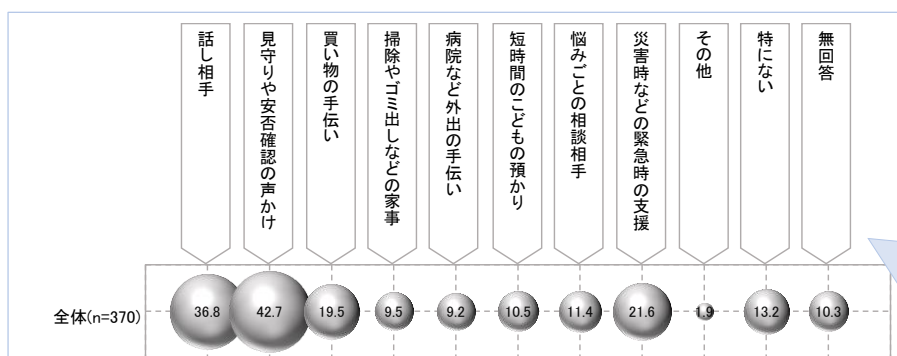 話し相手
見守りや安否確認の声かけ
買い物の手伝い
掃除やゴミ出しなどの家事
病院など外出の手伝い
短時間のこどもの預かり
悩みごとの相談相手
災害時などの緊急時の支援
その他
特にない
無回答
全体(n=370)
36.8
42.7
19.5
9.5
9.2
10.5
11.4
21.6
1.9
13.2
10.3